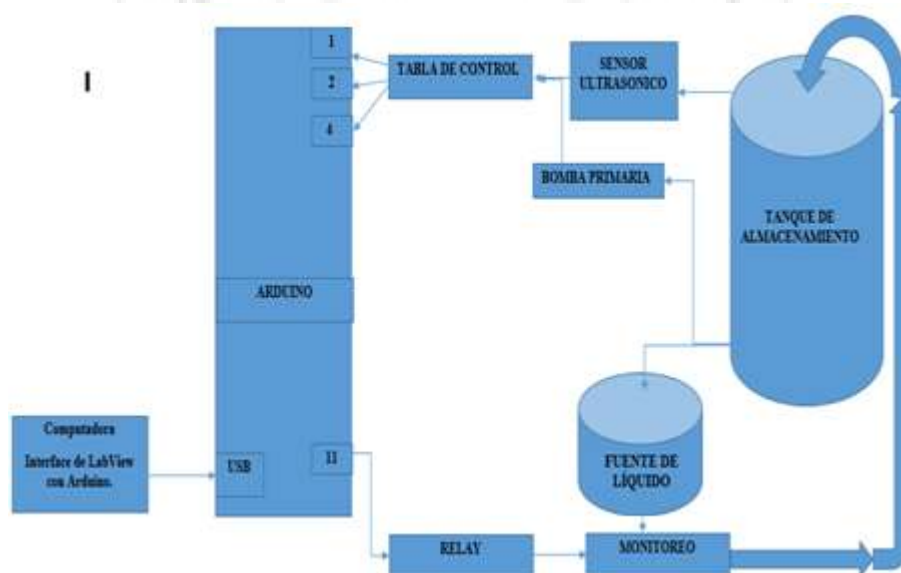 1
TABLA DE CONTROL
SENSOR
ULTRASONICO
2
4
BOMBA PRIMARIA
TANQUE DE
ALMACENAMIENTO
ARDUINO
Computadora
Interface de LabView
con Arduino.
USB
11
FUENTE DE
LÍQUIDO
RELAY
MONITOREO